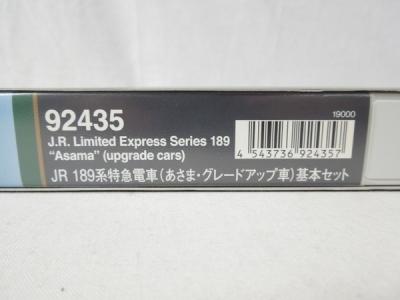 92435
19000
J.R. Limited Express Series 189
"Asama" (upgrade cars)
4 543736 924357
JR 189系特急電車(あさま・グレードアップ車)基本セット